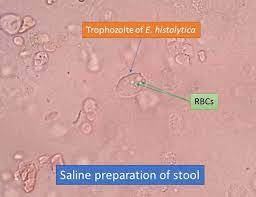 Trophozoite of E. histolytica
RBCs
Saline preparation of stool